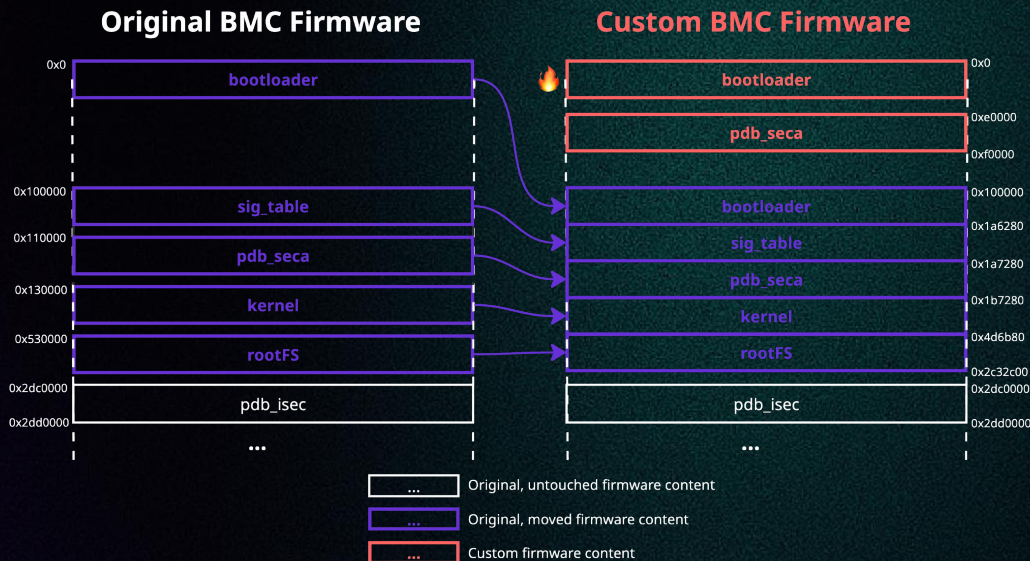 Original BMC Firmware
0x0
bootloader
0x100000
sig_table
0x110000
pdb_seca
0x130000
kernel
0x530000
rootFS
0x2dc0000
pdb_isec
0x2dd0000
...
Custom BMC Firmware
0x0
bootloader
0xe0000
pdb_seca
0xf0000
0x100000
bootloader
0x1a6280
sig_table
0x1a7280
pdb_seca
0x1b7280
kernel
0x4d6b80
rootFS
0x2c32c00
0x2dc0000
pdb_isec
0x2dd0000
...
... Original, untouched firmware content
... Original, moved firmware content
... Custom firmware content